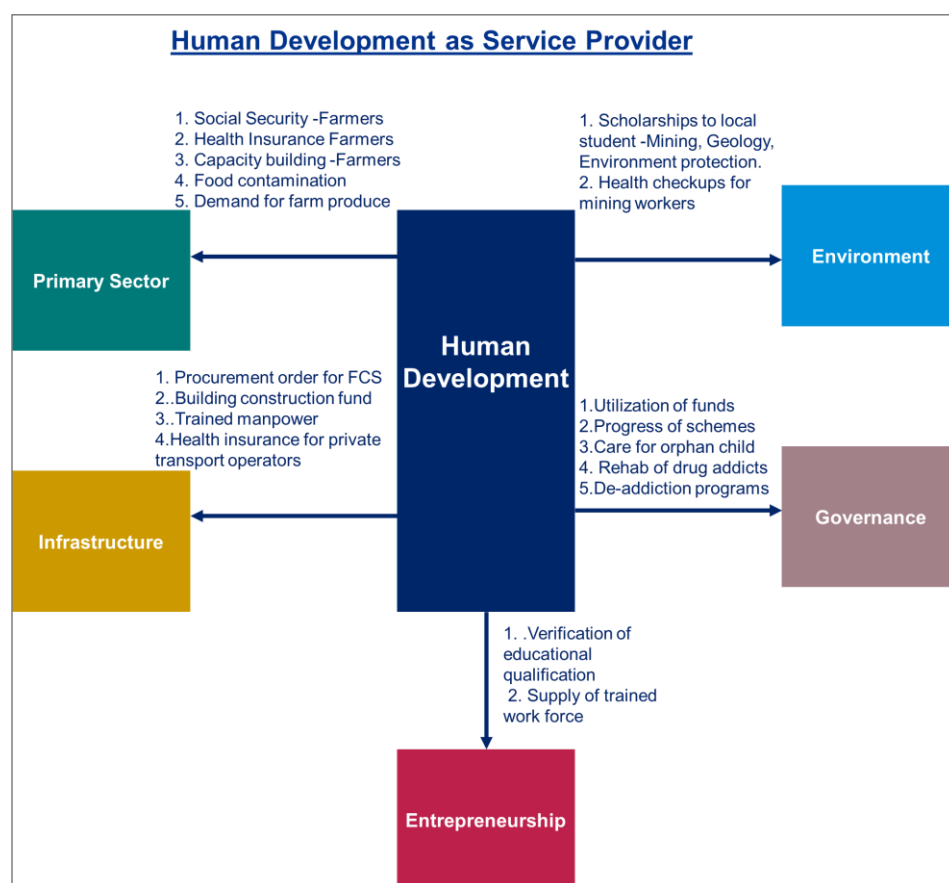 Human Development as Service Provider
1. Social Security -Farmers
2. Health Insurance Farmers
3. Capacity building -Farmers
4. Food contamination
5. Demand for farm produce
1. Scholarships to local
student -Mining, Geology,
Environment protection.
2. Health checkups for
mining workers
Primary Sector
Human
Development
Environment
1. Procurement order for FCS
2..Building construction fund
3..Trained manpower
4.Health insurance for private
transport operators
1.Utilization of funds
2.Progress of schemes
3.Care for orphan child
4. Rehab of drug addicts
5.De-addiction programs
Infrastructure
Governance
1. .Verification of
educational
qualification
2. Supply of trained
work force
Entrepreneurship